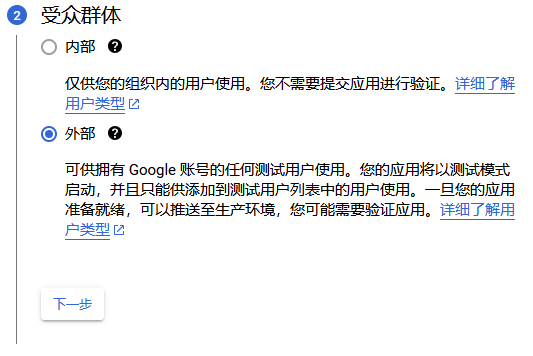 2 受众群体
内部 ?
仅供您的组织内的用户使用。您不需要提交应用进行验证。详细了解
用户类型
外部 ?
可供拥有 Google 账号的任何测试用户使用。您的应用将以测试模式
启动，并且只能供添加到测试用户列表中的用户使用。一旦您的应用
准备就绪，可以推送至生产环境，您可能需要验证应用。详细了解用
户类型
下一步